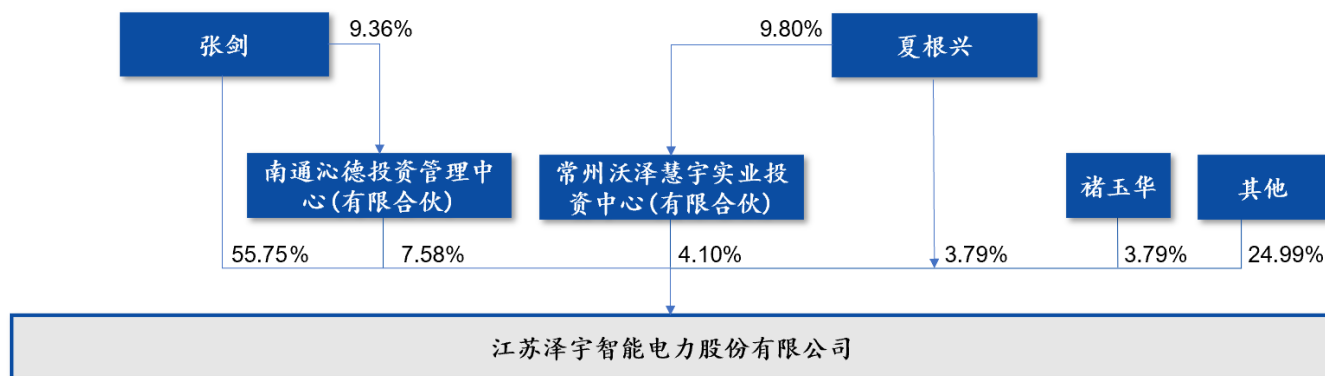 张剑
9.36%
9.80%
夏根兴
南通沁德投资管理中
心(有限合伙)
常州沃泽慧宇实业投
资中心(有限合伙)
褚玉华
其他
55.75%
7.58%
4.10%
3.79%
3.79%
24.99%
江苏泽宇智能电力股份有限公司